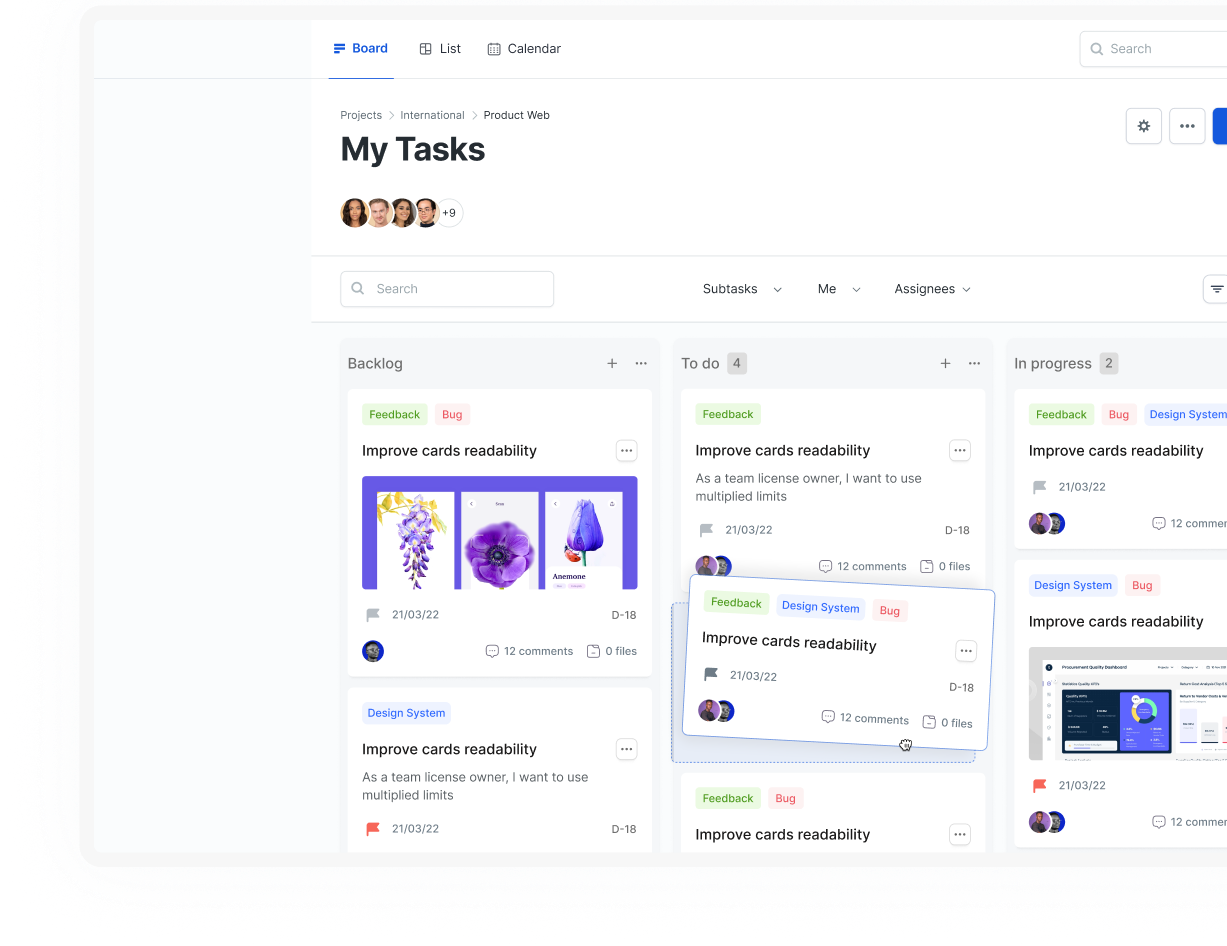 Board
List
Calendar
Search
Projects
International
Product Web
My Tasks
+9
Search
Subtasks
Me
Assignees
Backlog
Feedback
Bug
Improve cards readability
Anemone
21/03/22
D-18
12 comments
0 files
Design System
Improve cards readability
As a team license owner, I want to use
multiplied limits
21/03/22
D-18
To do
4
Feedback
Improve cards readability
As a team license owner, I want to use
multiplied limits
21/03/22
D-18
12 comments
0 files
Feedback
Design System
Bug
Improve cards readability
21/03/22
D-18
12 comments
0 files
Feedback
Bug
Improve cards readability
In progress
2
Feedback
Bug
Design System
Improve cards readability
21/03/22
12 commen
Design System
Bug
Improve cards readability
Procurement Quality Dashboard
21/03/22
12 commen